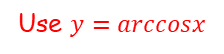 Use y = arccosx